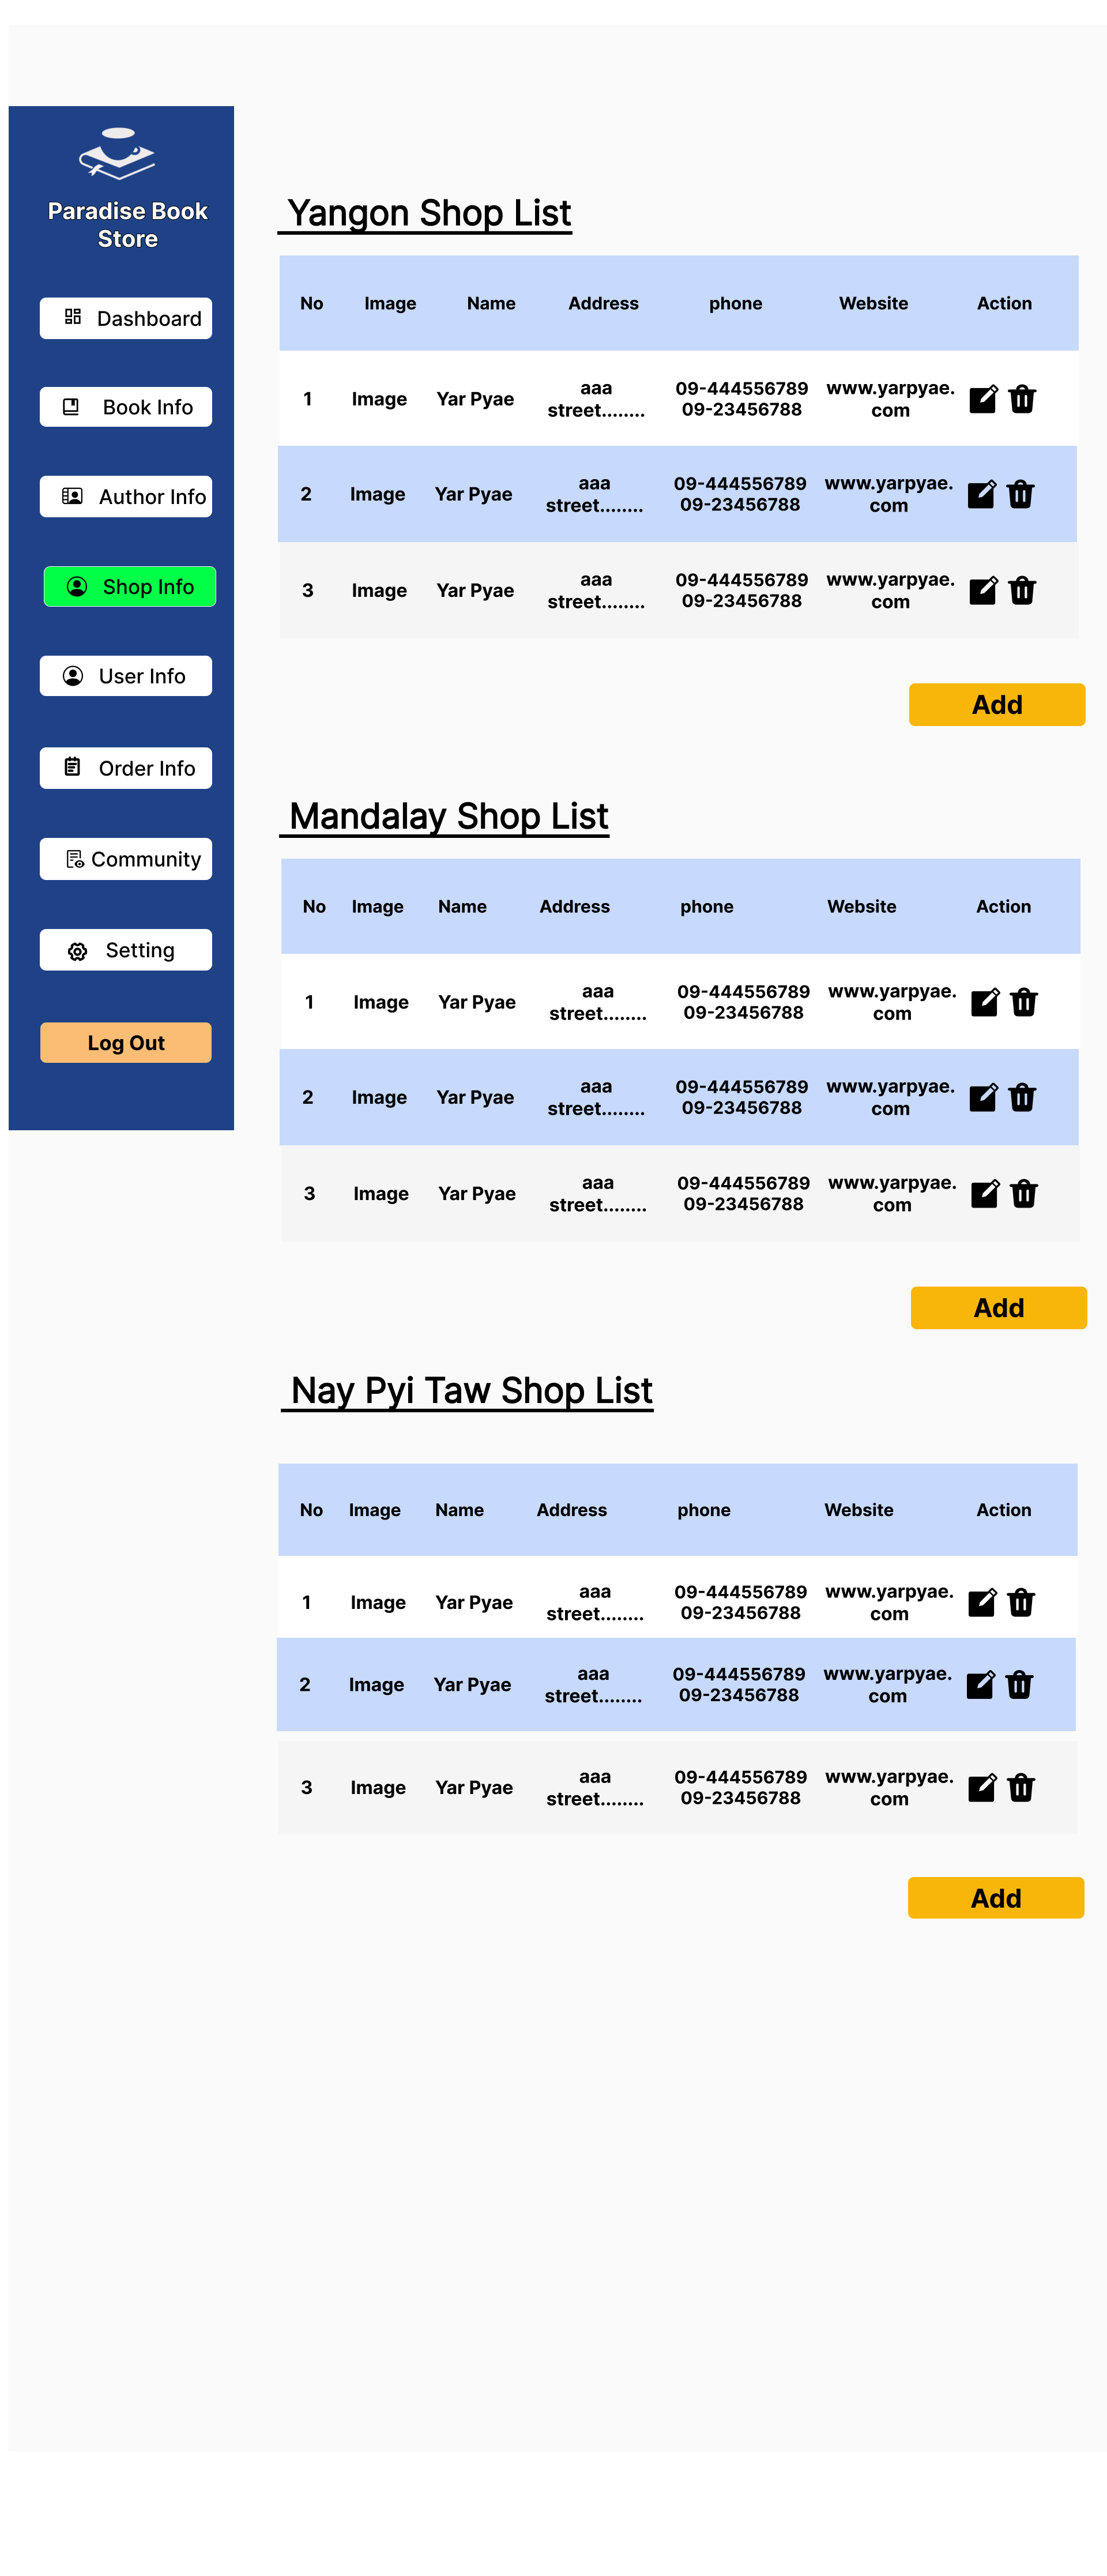 Paradise Book
Store
Dashboard
Book Info
Author Info
Shop Info
User Info
Order Info
Community
Setting
Log Out
Yangon Shop List
No Image Name Address phone Website Action
1 Image Yar Pyae aaa street........ 09-444556789 09-23456788 www.yarpyae.com
2 Image Yar Pyae aaa street........ 09-444556789 09-23456788 www.yarpyae.com
3 Image Yar Pyae aaa street........ 09-444556789 09-23456788 www.yarpyae.com
Add
Mandalay Shop List
No Image Name Address phone Website Action
1 Image Yar Pyae aaa street........ 09-444556789 09-23456788 www.yarpyae.com
2 Image Yar Pyae aaa street........ 09-444556789 09-23456788 www.yarpyae.com
3 Image Yar Pyae aaa street........ 09-444556789 09-23456788 www.yarpyae.com
Add
Nay Pyi Taw Shop List
No Image Name Address phone Website Action
1 Image Yar Pyae aaa street........ 09-444556789 09-23456788 www.yarpyae.com
2 Image Yar Pyae aaa street........ 09-444556789 09-23456788 www.yarpyae.com
3 Image Yar Pyae aaa street........ 09-444556789 09-23456788 www.yarpyae.com
Add